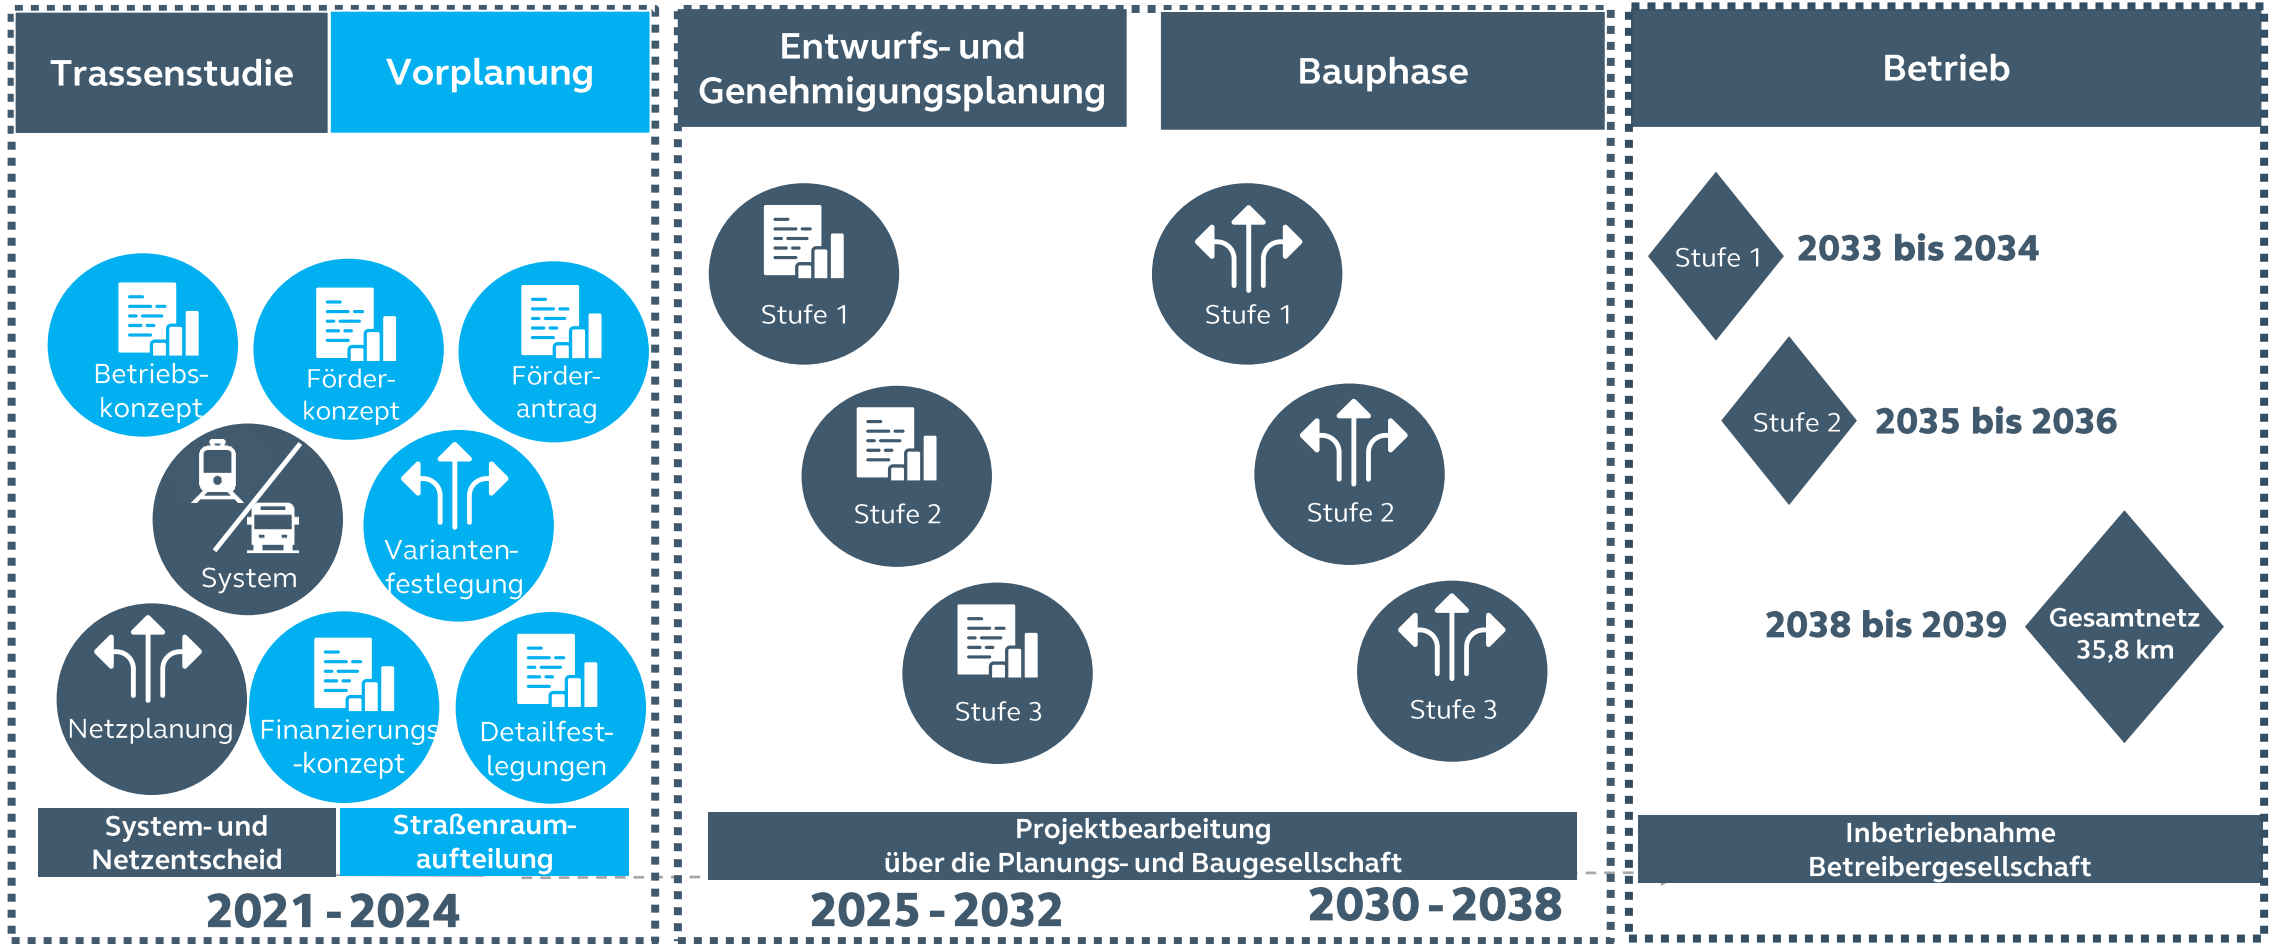 Trassenstudie
Vorplanung
Betriebs-
konzept
Förder-
konzept
Förder-
antrag
System
Varianten-
festlegung
Netzplanung
Finanzierungs
-konzept
Detailfest-
legungen
System- und
Netzentscheid
Straßenraum-
aufteilung
2021 - 2024
Entwurfs- und
Genehmigungsplanung
Bauphase
Stufe 1
Stufe 1
Stufe 2
Stufe 2
Stufe 3
Stufe 3
Projektbearbeitung
über die Planungs- und Baugesellschaft
2025 - 2032
2030 - 2038
Betrieb
Stufe 1
2033 bis 2034
Stufe 2
2035 bis 2036
2038 bis 2039
Gesamtnetz
35,8 km
Inbetriebnahme
Betreibergesellschaft